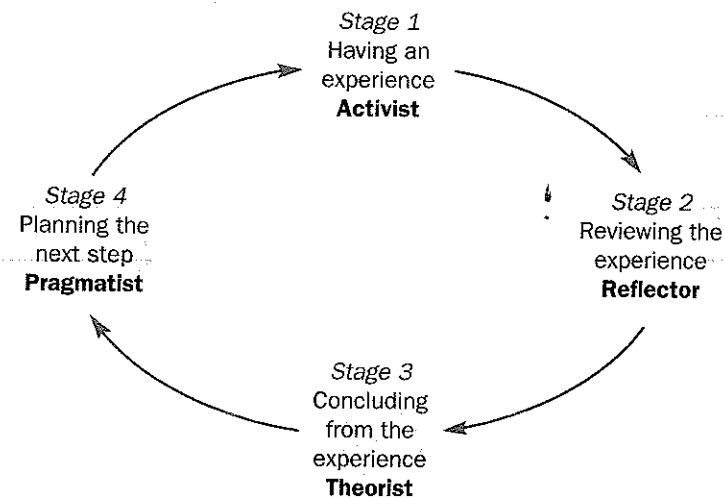 Stage 1
Having an
experience
Activist
Stage 2
Reviewing the
experience
Reflector
Stage 3
Concluding
from the
experience
Theorist
Stage 4
Planning the
next step
Pragmatist